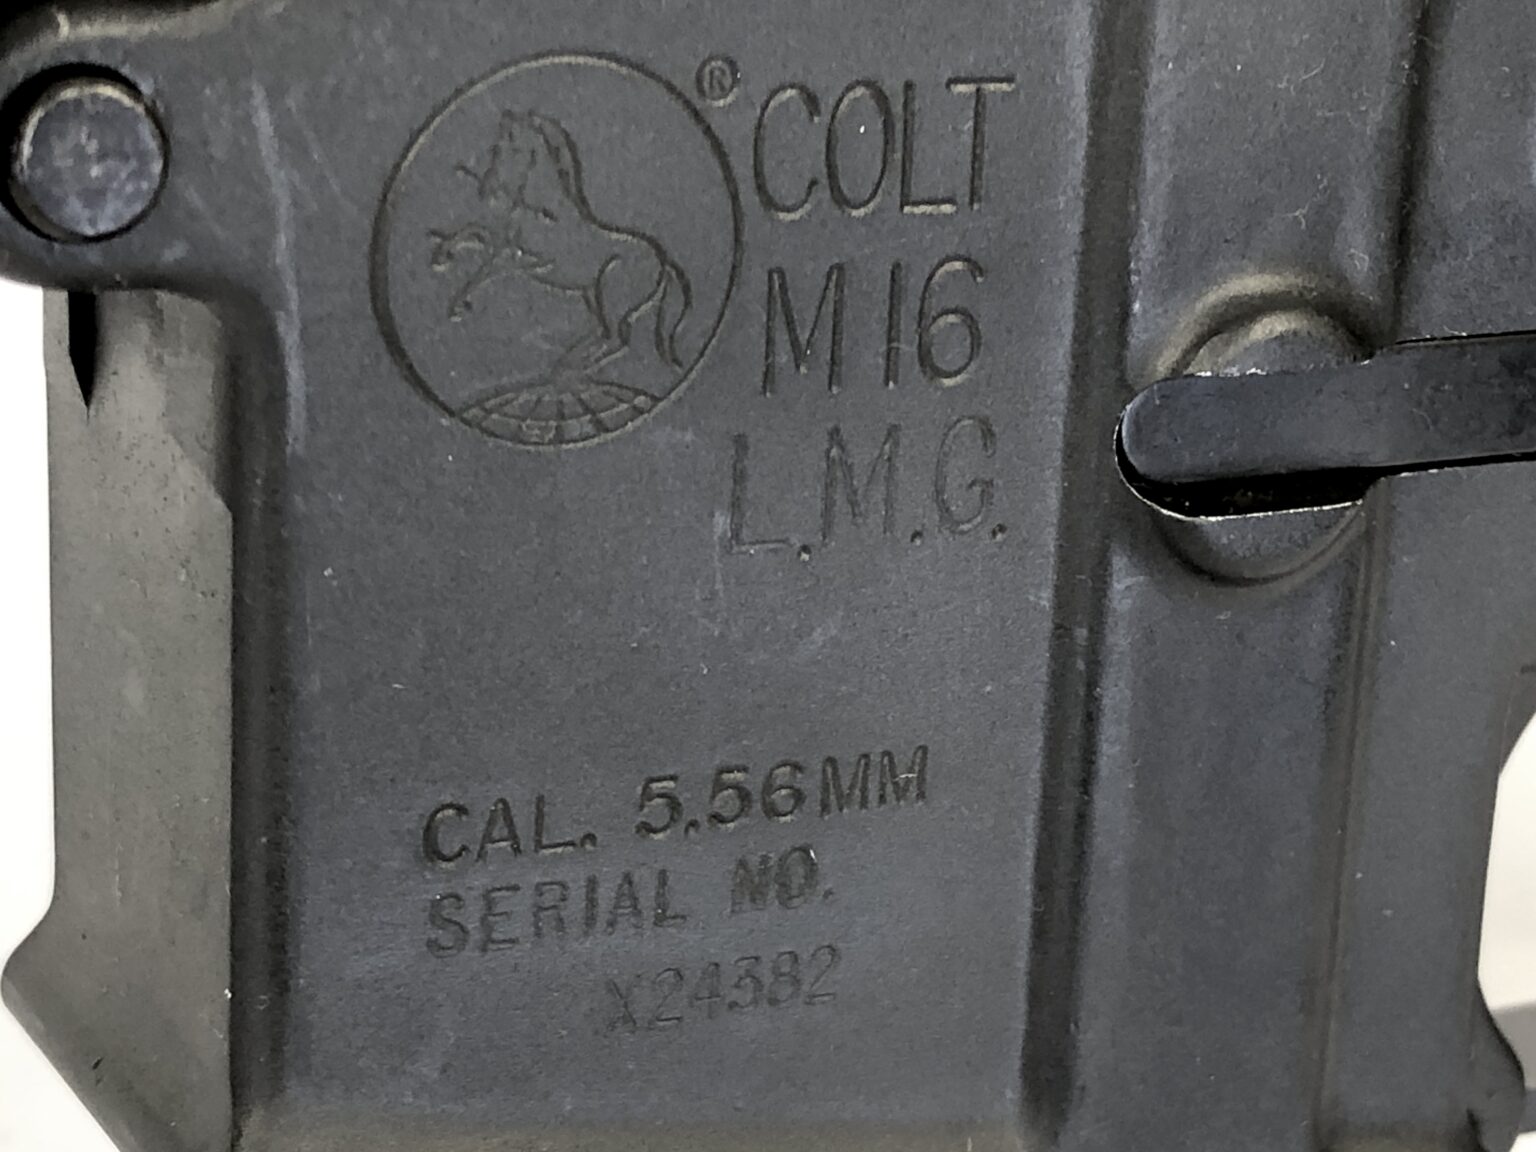 ® COLT
M16
L.M.G.
CAL. 5.56MM
SERIAL NO.
X24382